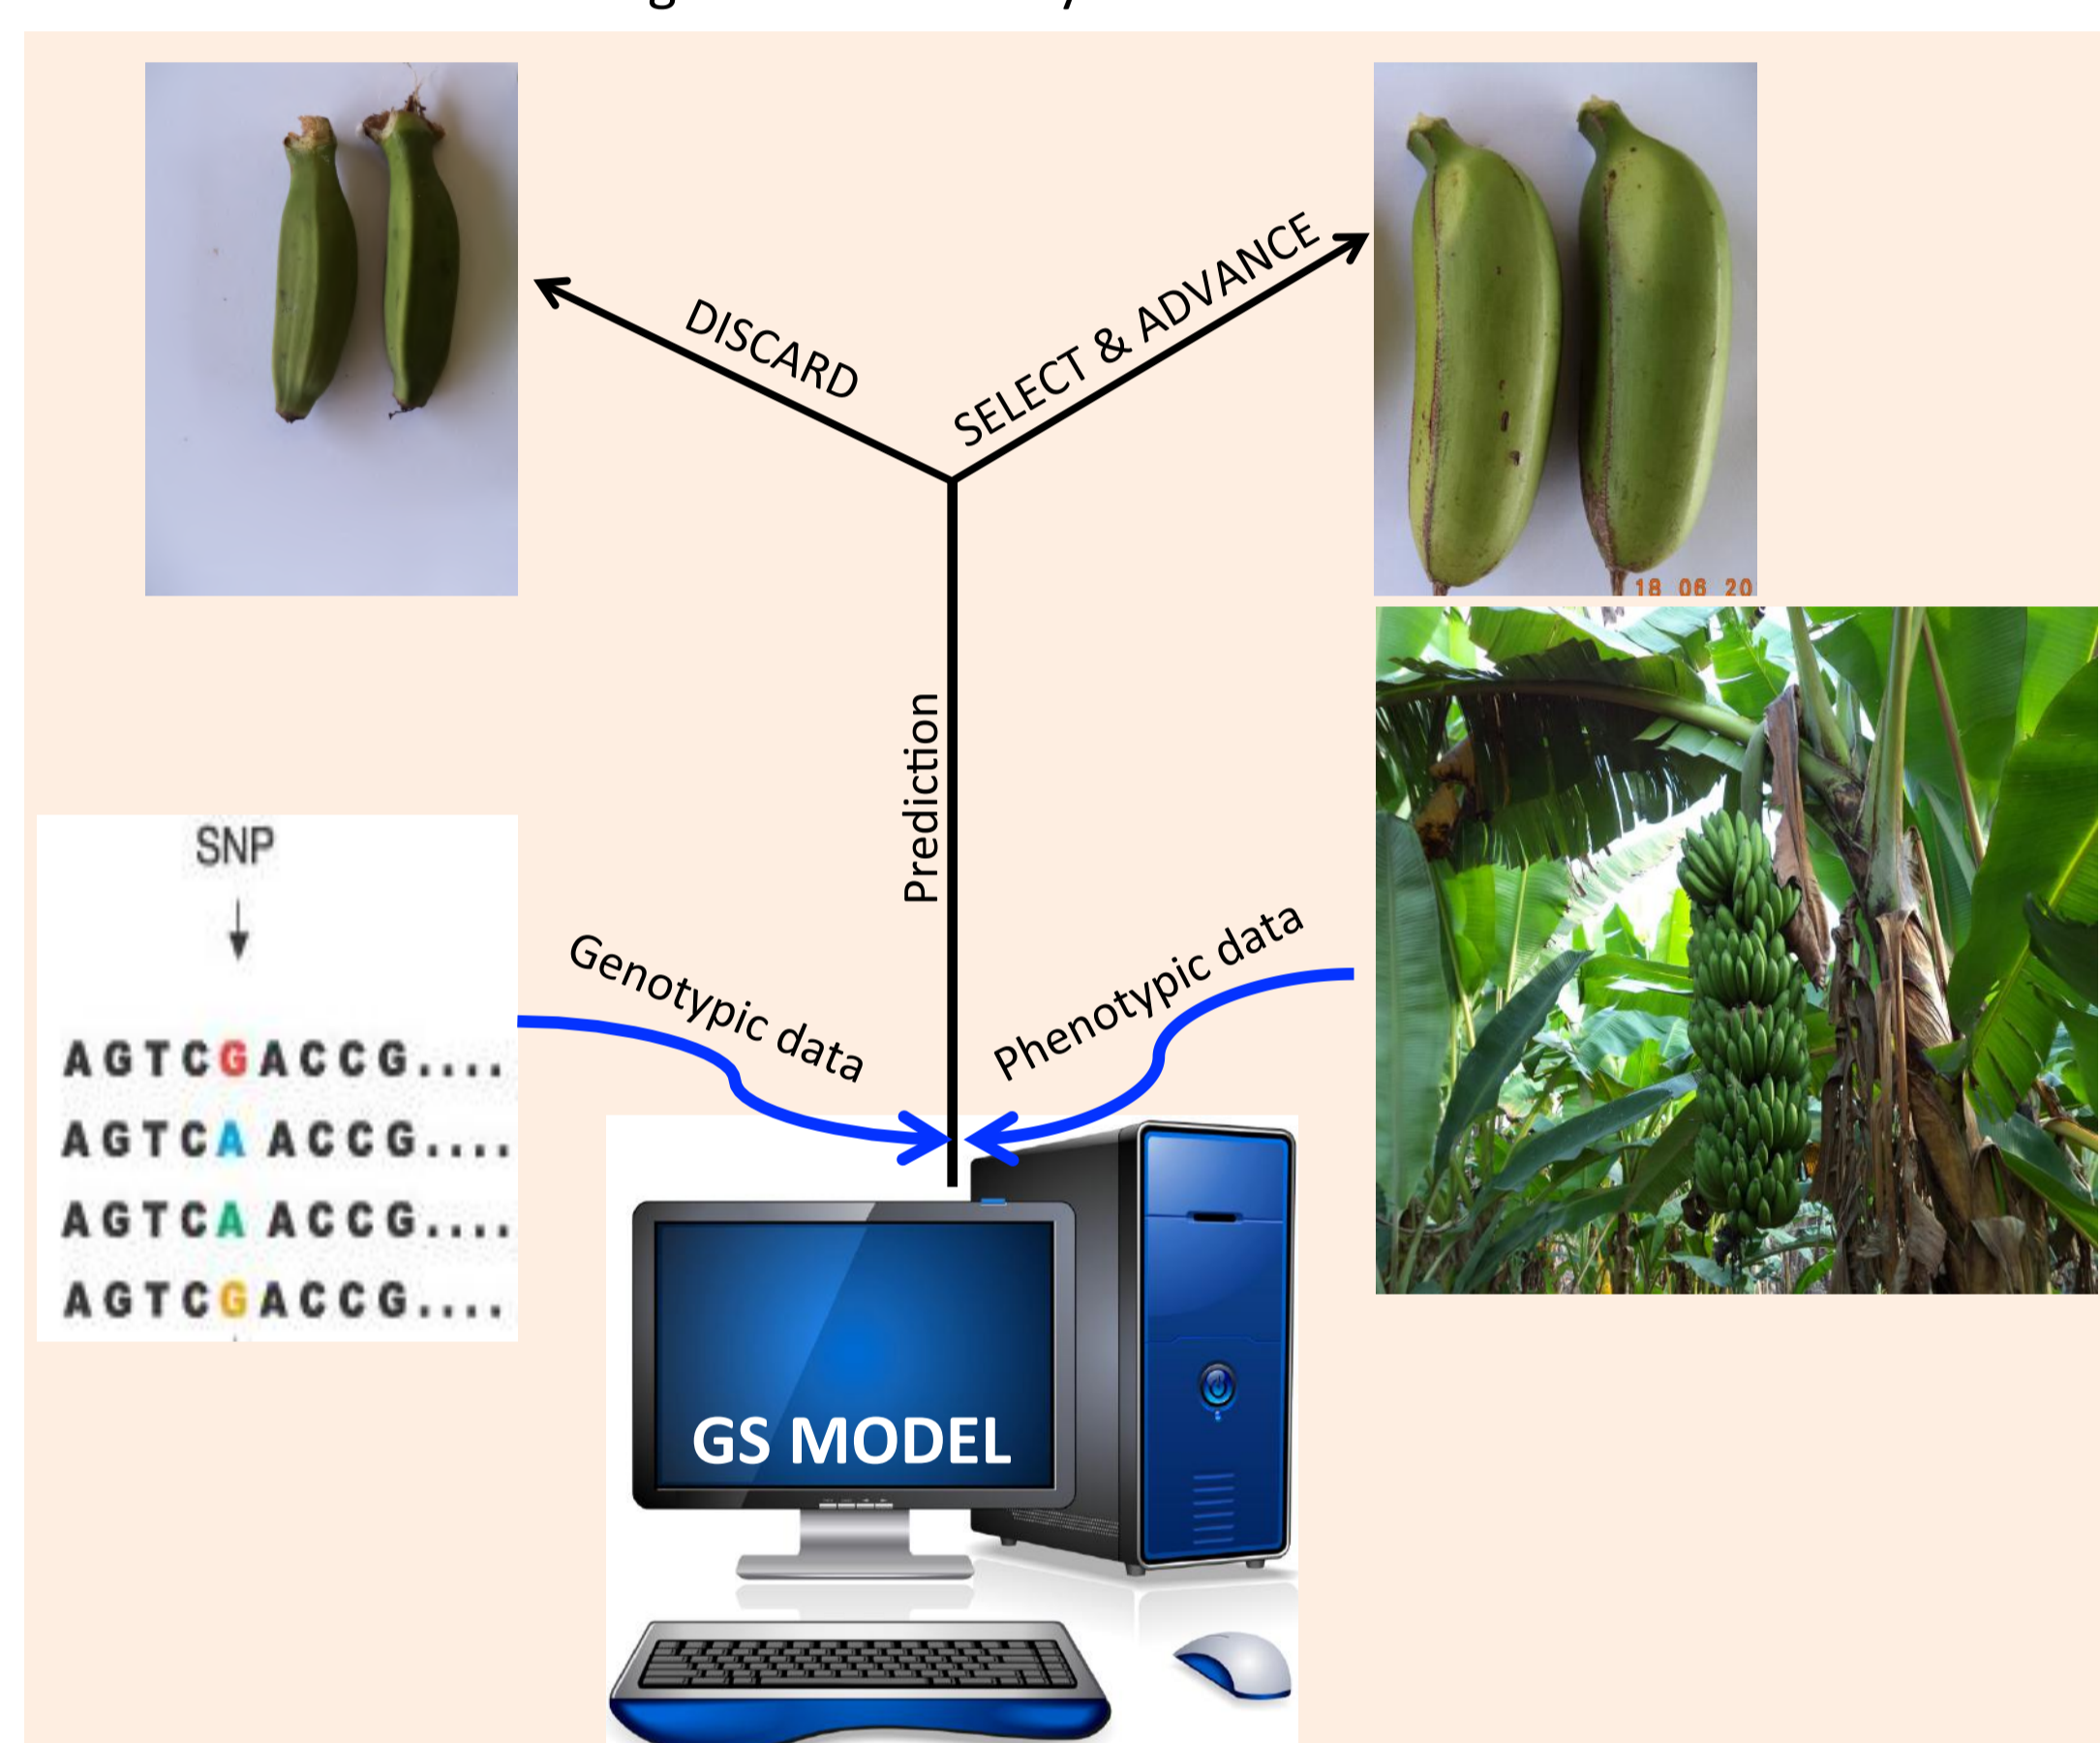 DISCARD
SELECT & ADVANCE
18 06 20
Prediction
SNP
Genotypic data
Phenotypic data
AGTCGACCG....
AGTCA ACCG....
AGTCA ACCG....
AGTCGACCG....
GS MODEL